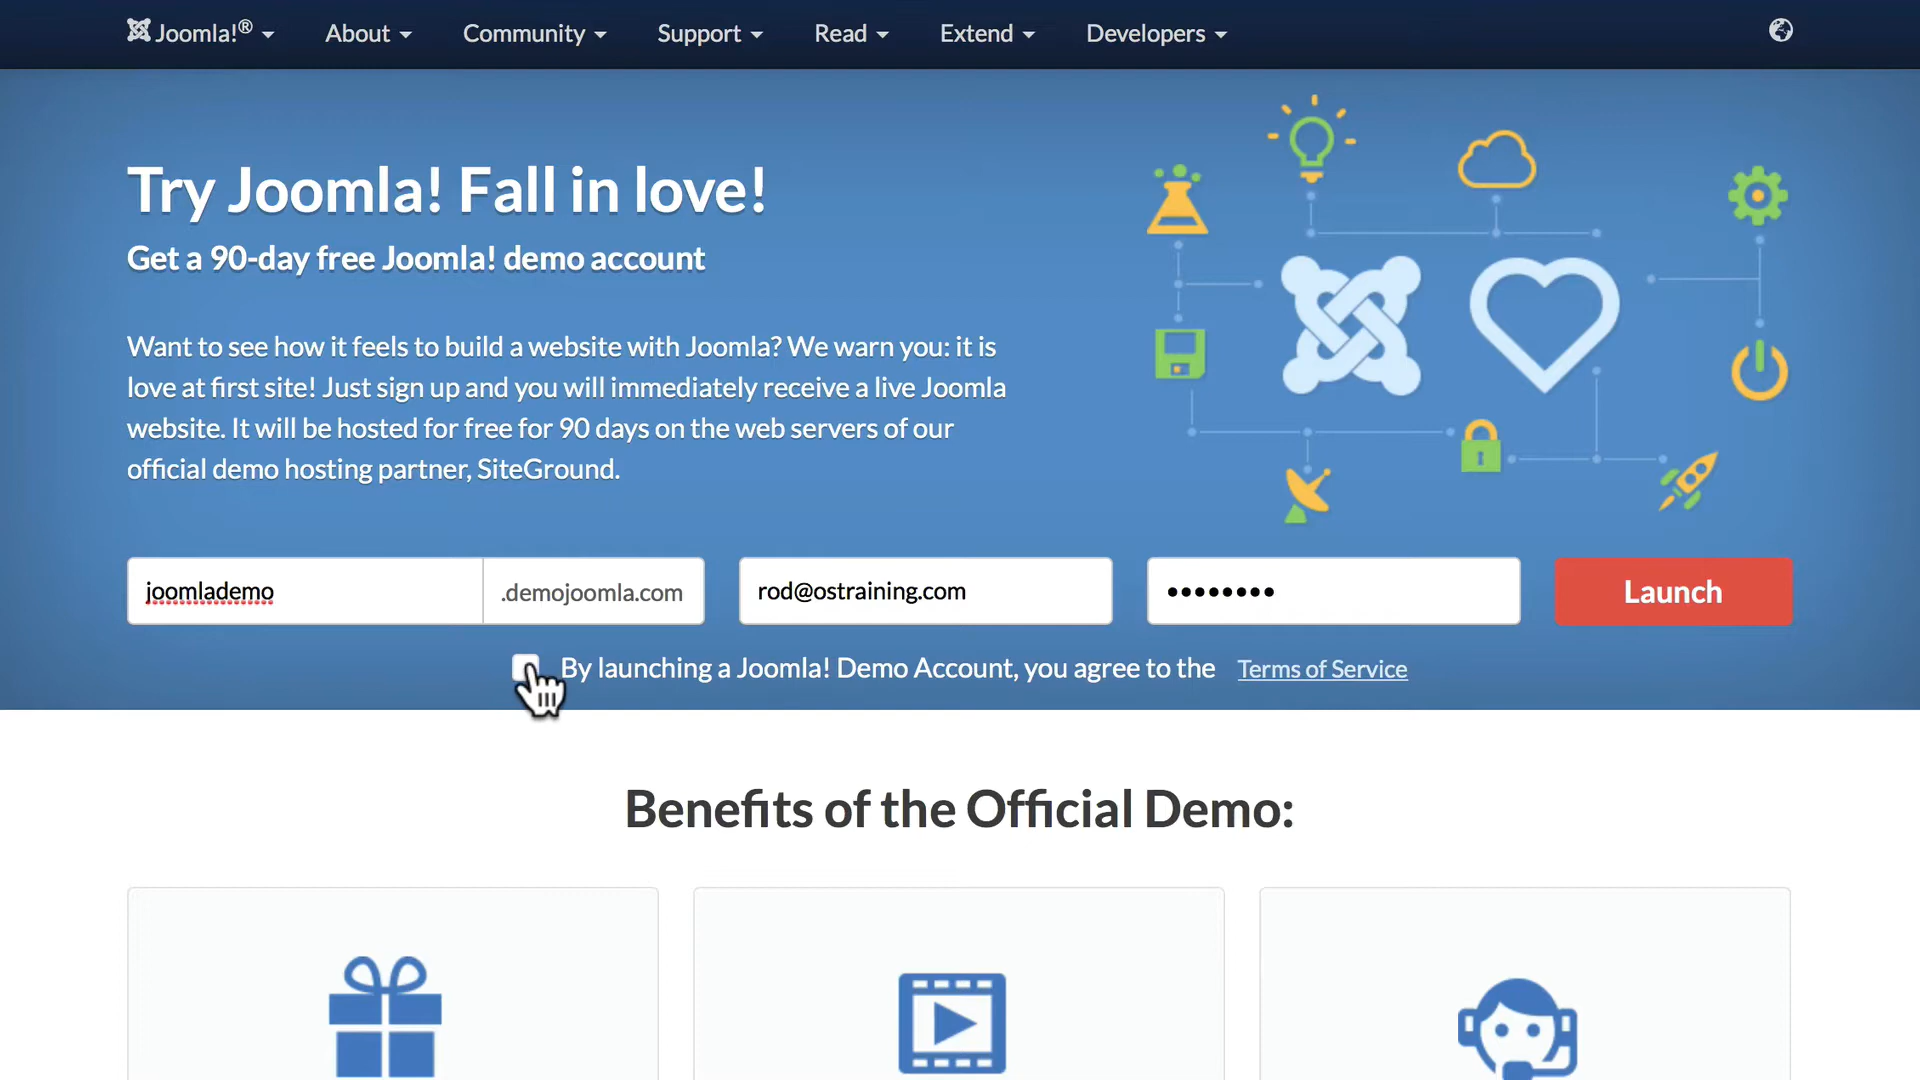 Joomla!® About Community Support Read Extend Developers
Try Joomla! Fall in love!
Get a 90-day free Joomla! demo account
Want to see how it feels to build a website with Joomla? We warn you: it is
love at first site! Just sign up and you will immediately receive a live Joomla
website. It will be hosted for free for 90 days on the web servers of our
official demo hosting partner, SiteGround.
joomlademo .demojoomla.com rod@ostraining.com •••••••• Launch
By launching a Joomla! Demo Account, you agree to the Terms of Service
Benefits of the Official Demo: